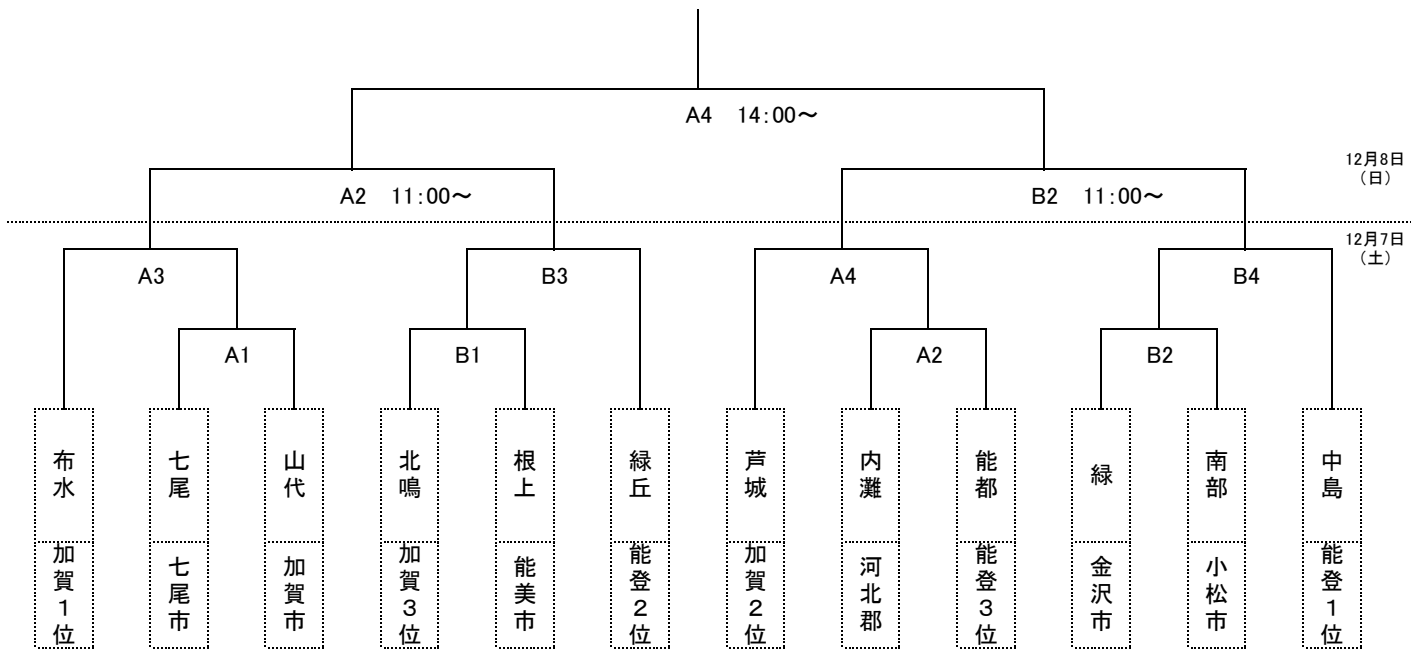 A4　14:00～
12月8日
（日）
A2　11:00～
B2　11:00～
12月7日
（土）
A3
B3
A4
B4
A1
B1
A2
B2
布水
七尾
山代
北鳴
根上
緑丘
芦城
内灘
能都
緑
南部
中島
加賀１位
七尾市
加賀市
加賀３位
能美市
能登２位
加賀２位
河北郡
能登３位
金沢市
小松市
能登１位